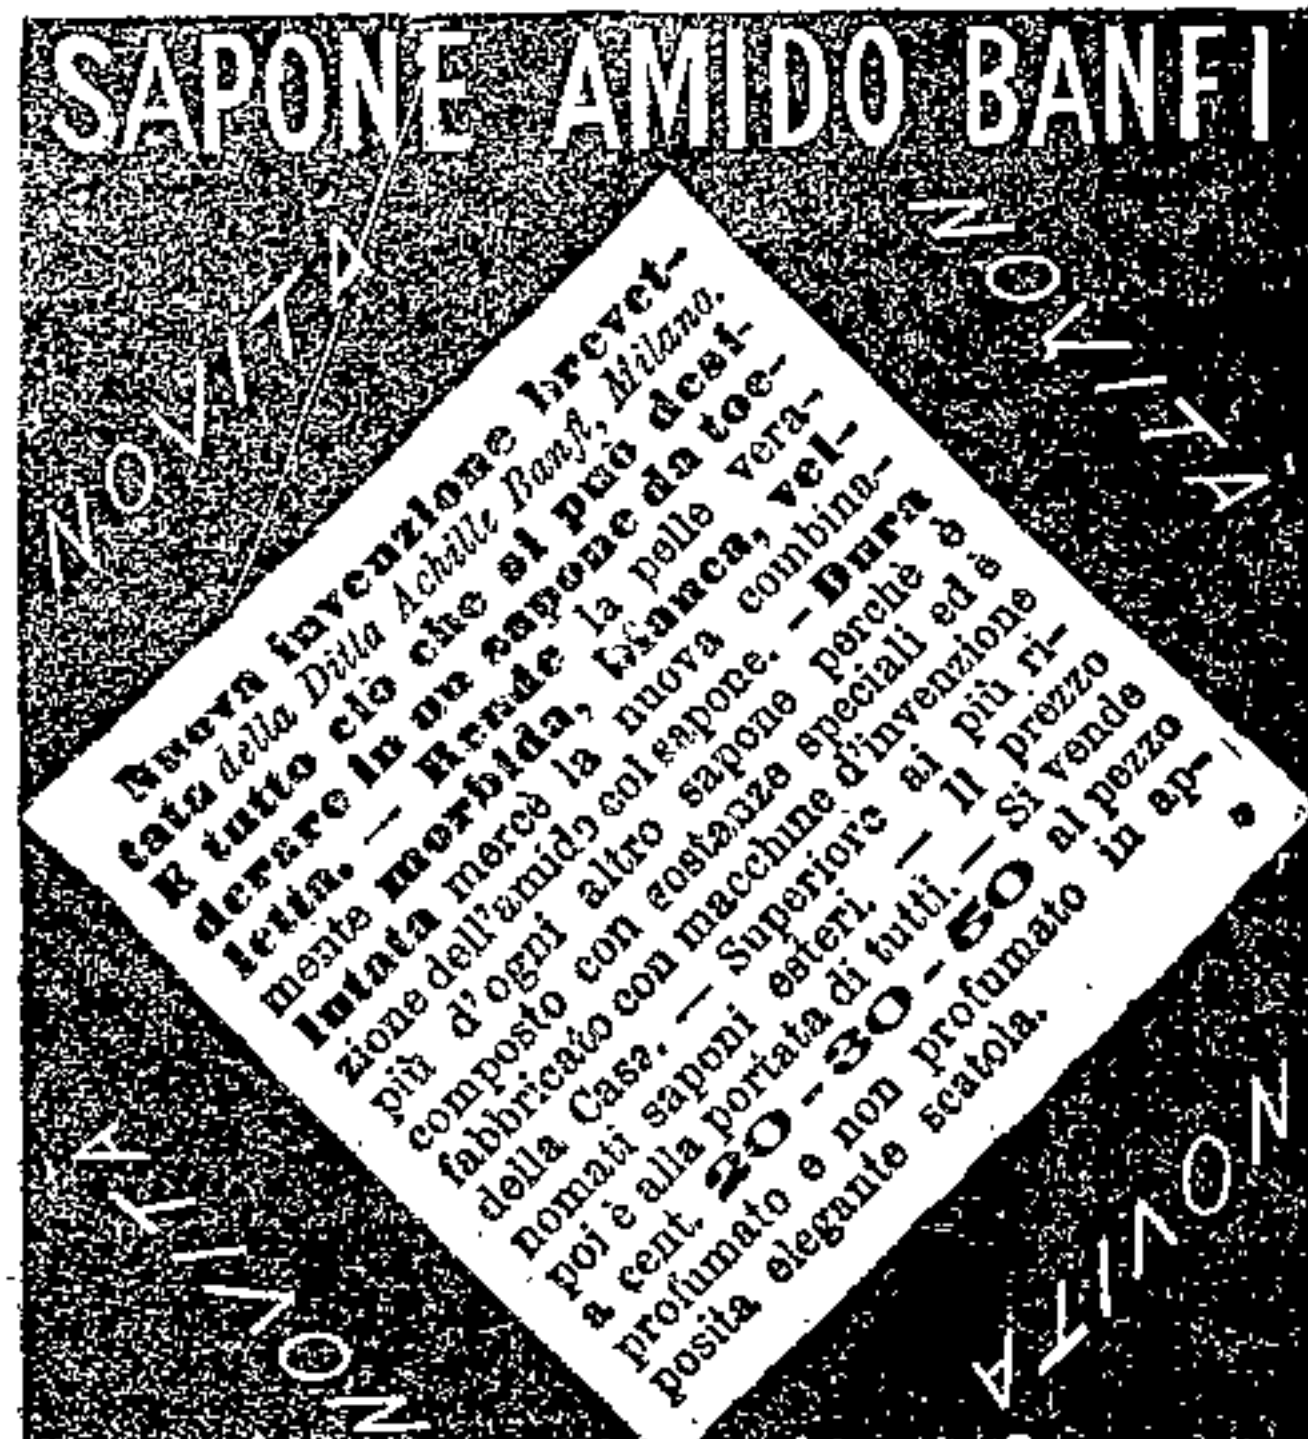 SAPONE AMIDO BANFI
NOVITÀ
NOVITÀ
Nuova invenzione brevet-
tata della Ditta Achille Banfi, Milano.
È tutto ciò che si può desi-
derare in un sapone da toe-
letta. — Rende la pelle vera-
mente morbida, bianca, vel-
lutata mercè la nuova combina-
zione dell'amido col sapone. — Dura
più d'ogni altro sapone perchè è
composto con sostanze speciali ed è
fabbricato con macchine d'invenzione
della Casa. — Superiore ai più ri-
nomati saponi esteri. — Il prezzo
poi è alla portata di tutti. — Si vende
a cent. 20 - 30 - 50 al pezzo
profumato e non profumato in ap-
posita elegante scatola.
NOVITÀ
NOVITÀ